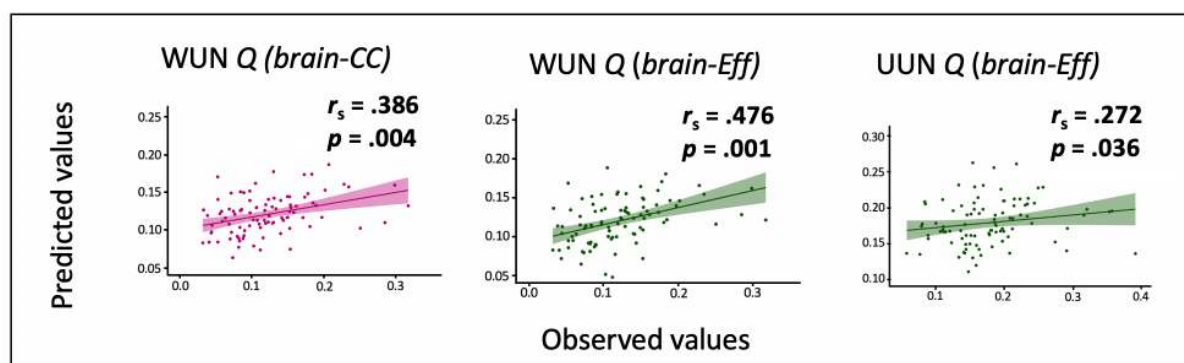 WUN Q (brain-CC)
WUN Q (brain-Eff)
UUN Q (brain-Eff)
Predicted values
rs = .386
p = .004
0.25
0.20
0.15
0.10
0.05
0.0
0.1
0.2
0.3
rs = .476
p = .001
0.25
0.20
0.15
0.10
0.05
0.0
0.1
0.2
0.3
rs = .272
p = .036
0.30
0.25
0.20
0.15
0.10
0.1
0.2
0.3
0.4
Observed values